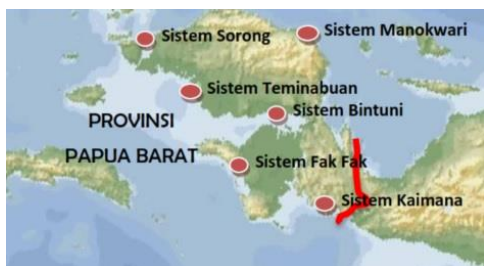 Sistem Sorong
Sistem Manokwari
Sistem Teminabuan
Sistem Bintuni
PROVINSI
PAPUA BARAT
Sistem Fak Fak
Sistem Kaimana